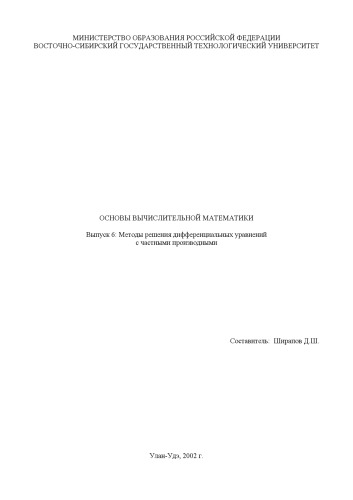 МИНИСТЕРСТВО ОБРАЗОВАНИЯ РОССИЙСКОЙ ФЕДЕРАЦИИ
ВОСТОЧНО-СИБИРСКИЙ ГОСУДАРСТВЕННЫЙ ТЕХНОЛОГИЧЕСКИЙ УНИВЕРСИТЕТ
ОСНОВЫ ВЫЧИСЛИТЕЛЬНОЙ МАТЕМАТИКИ
Выпуск 6: Методы решения дифференциальных уравнений
с частными производными
Составитель: Ширапов Д.Ш.
Улан-Удэ, 2002 г.